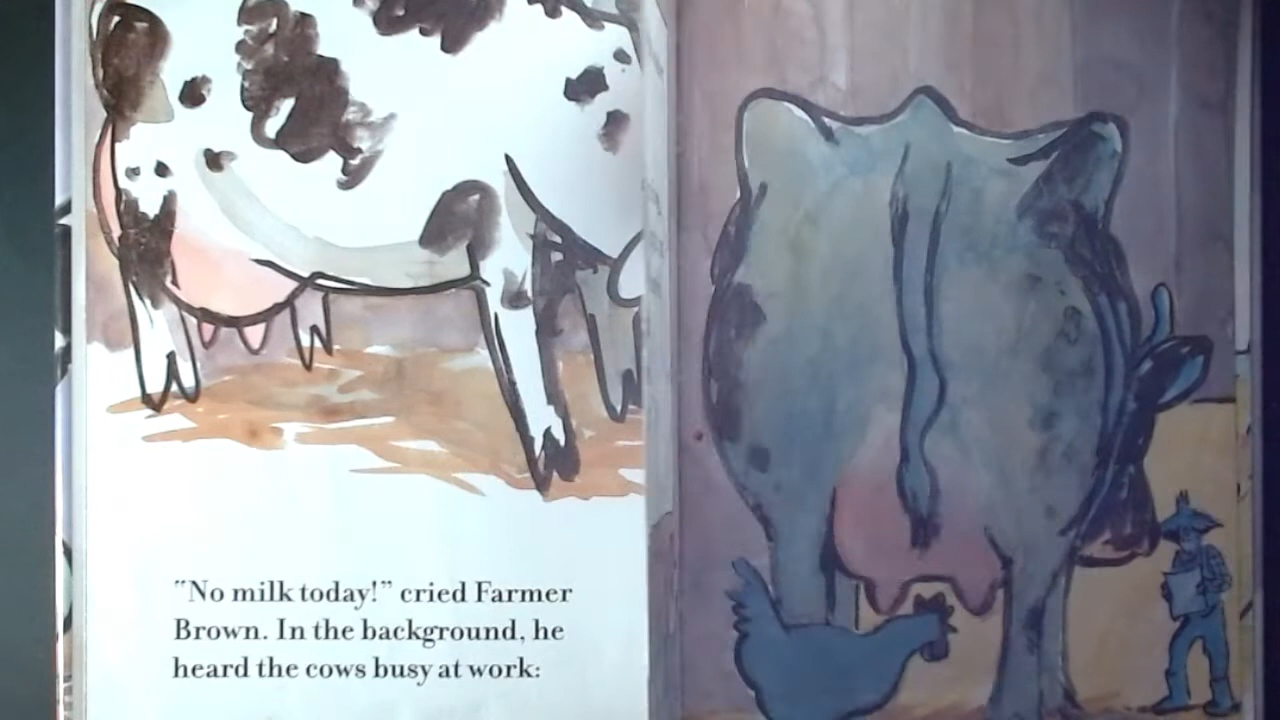 “No milk today!” cried Farmer
Brown. In the background, he
heard the cows busy at work: